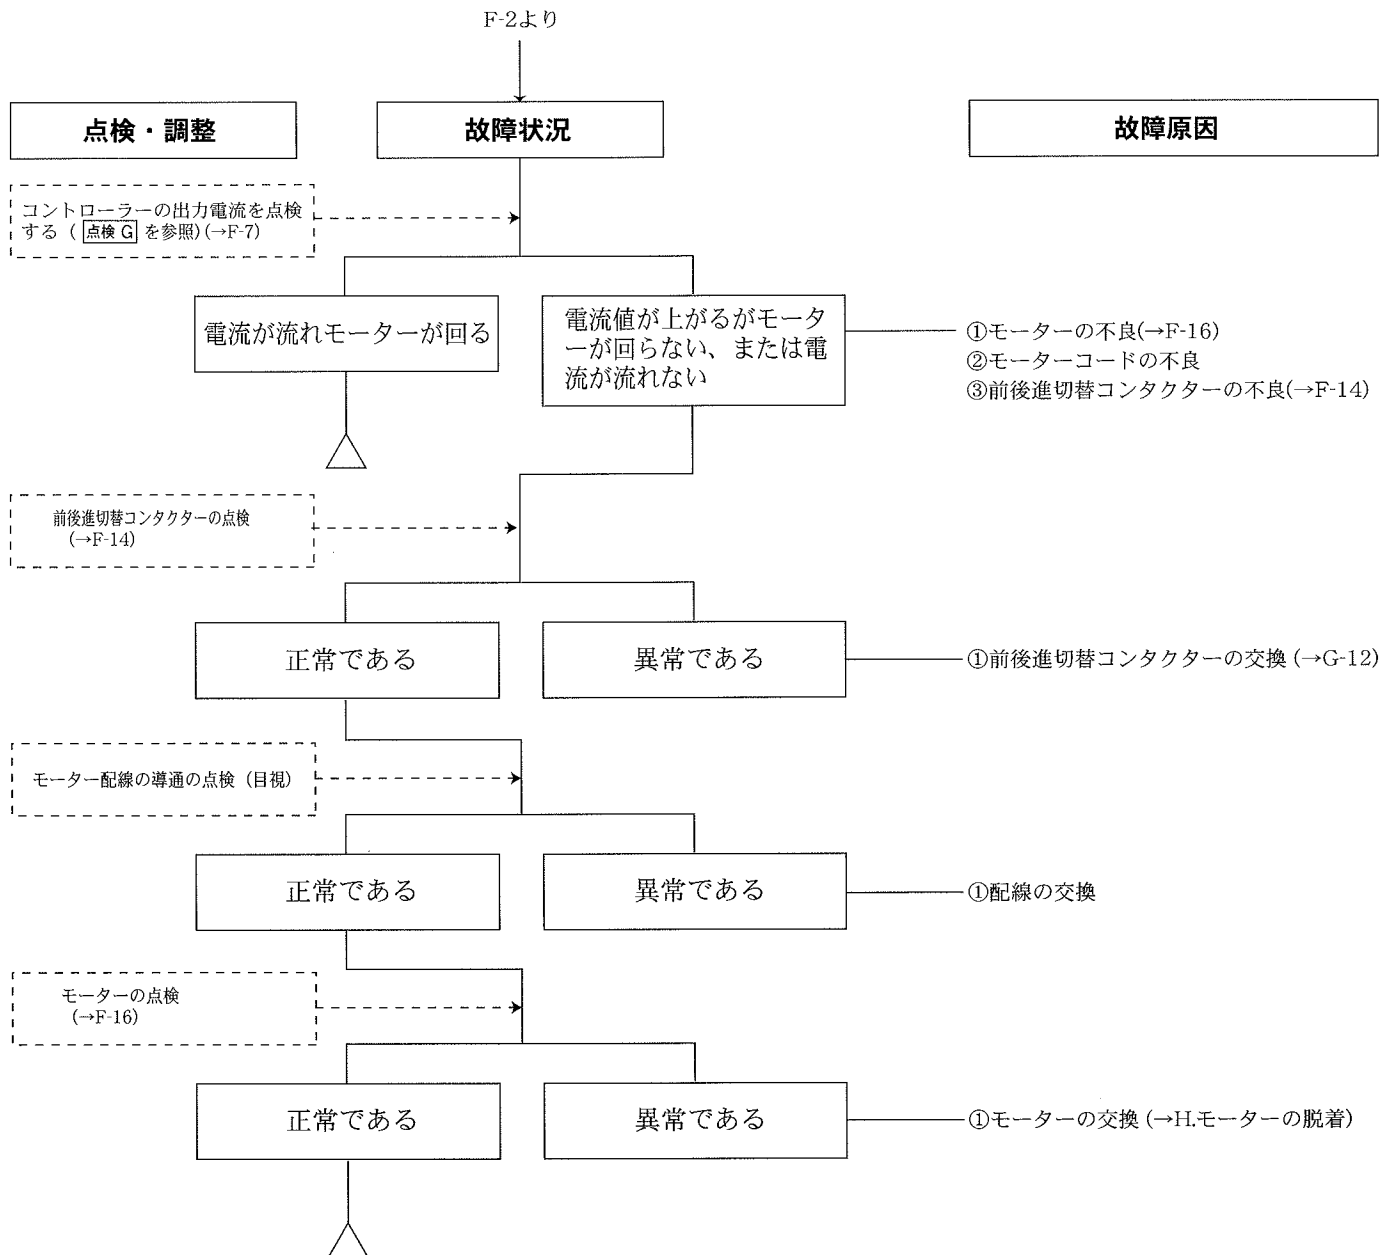 F-2より
点検・調整
故障状況
故障原因
コントローラーの出力電流を点検
する ( 点検 G を参照)(→F-7)
電流が流れモーターが回る
電流値が上がるがモータ
ーが回らない、または電
流が流れない
①モーターの不良(→F-16)
②モーターコードの不良
③前後進切替コンタクターの不良(→F-14)
前後進切替コンタクターの点検
(→F-14)
正常である
異常である
①前後進切替コンタクターの交換 (→G-12)
モーター配線の導通の点検 (目視)
正常である
異常である
①配線の交換
モーターの点検
(→F-16)
正常である
異常である
①モーターの交換 (→H.モーターの脱着)